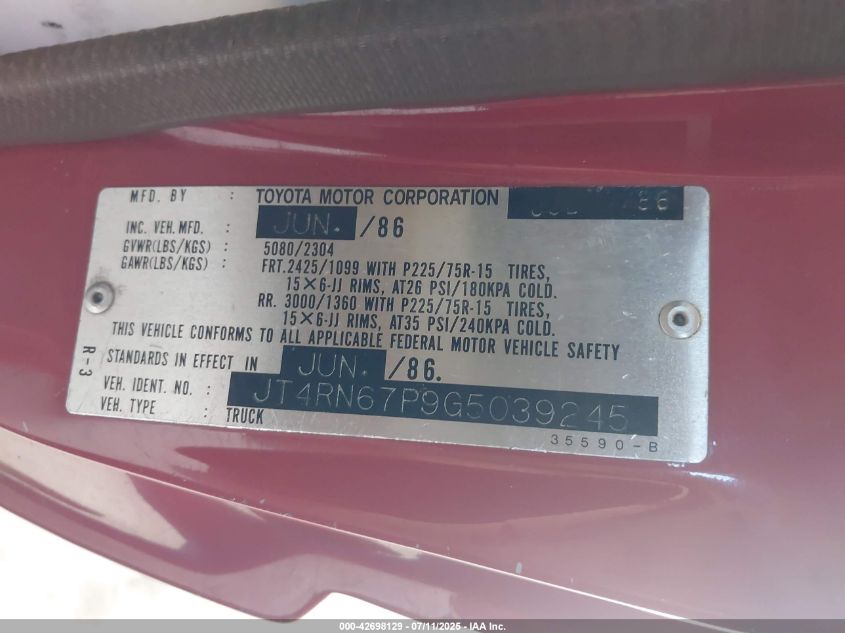 MFD. BY : TOYOTA MOTOR CORPORATION 86
INC. VEH. MFD. : JUN. /86
GVWR(LBS/KGS) : 5080/2304
GAWR(LBS/KGS) : FRT. 2425/1099 WITH P225/75R-15 TIRES,
15×6-JJ RIMS, AT26 PSI/180KPA COLD.
RR. 3000/1360 WITH P225/75R-15 TIRES,
15×6-JJ RIMS, AT35 PSI/240KPA COLD.
THIS VEHICLE CONFORMS TO ALL APPLICABLE FEDERAL MOTOR VEHICLE SAFETY
STANDARDS IN EFFECT IN JUN. /86.
VEH. IDENT. NO. : JT4RN67P9G5039245
VEH. TYPE : TRUCK
35590-B
R-3
000-42698129 - 07/11/2025 - IAA Inc.